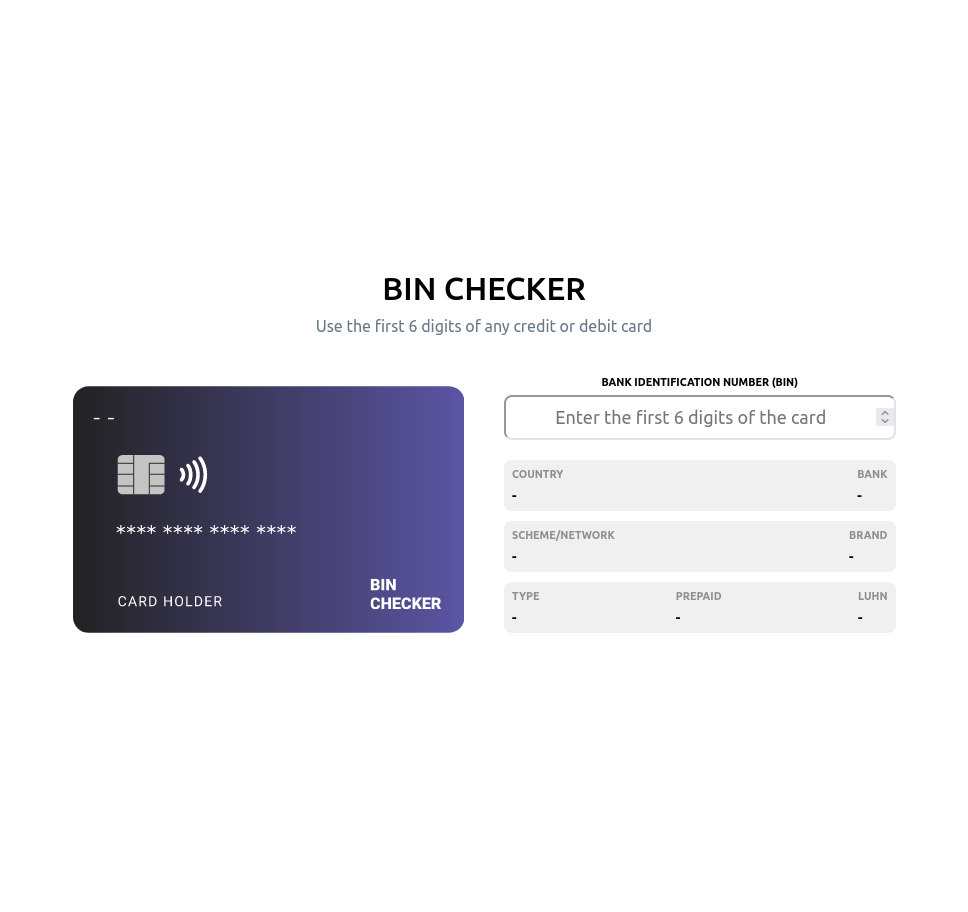 BIN CHECKER
Use the first 6 digits of any credit or debit card
- -
**** **** **** ****
CARD HOLDER
BIN
CHECKER
BANK IDENTIFICATION NUMBER (BIN)
Enter the first 6 digits of the card
COUNTRY BANK
- -
SCHEME/NETWORK BRAND
- -
TYPE PREPAID LUHN
- - -